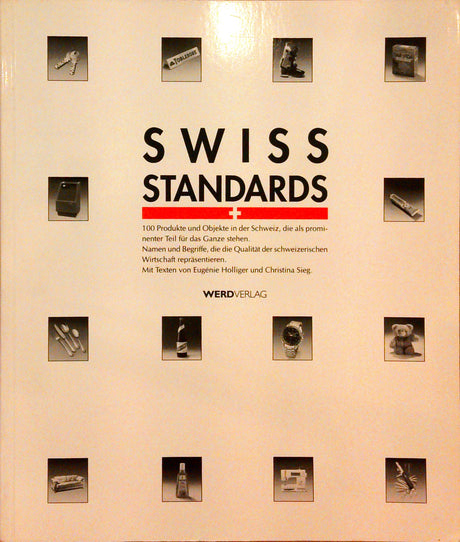 TOBLERONE
SWISS
STANDARDS
100 Produkte und Objekte in der Schweiz, die als promi-
nenter Teil für das Ganze stehen.
Namen und Begriffe, die die Qualität der schweizerischen
Wirtschaft repräsentieren.
Mit Texten von Eugénie Holliger und Christina Sieg.
WERDVERLAG